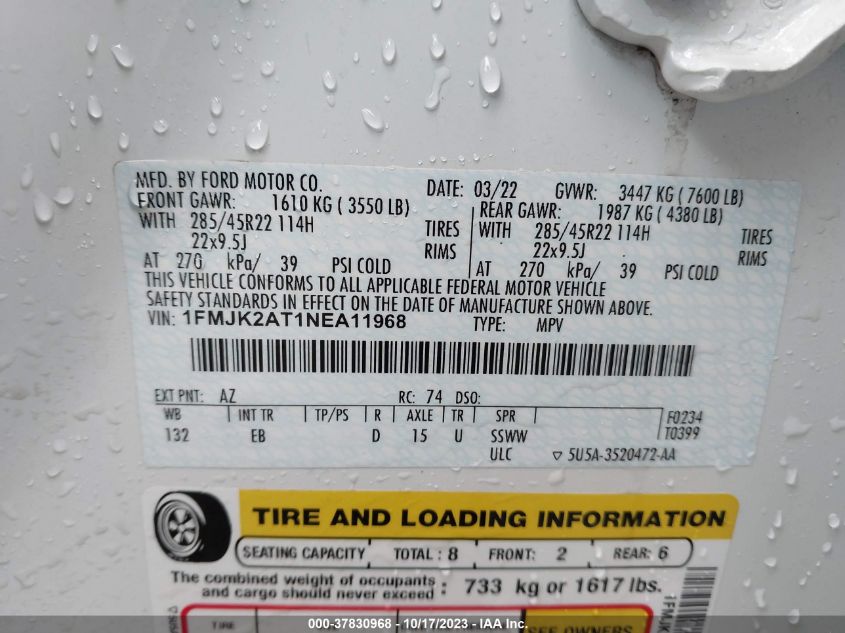 MFD. BY FORD MOTOR CO. DATE: 03/22 GVWR: 3447 KG ( 7600 LB)
FRONT GAWR: 1610 KG ( 3550 LB) REAR GAWR: 1987 KG ( 4380 LB)
WITH 285/45R22 114H TIRES WITH 285/45R22 114H TIRES
22x9.5J RIMS 22x9.5J RIMS
AT 270 kPa/ 39 PSI COLD AT 270 kPa/ 39 PSI COLD
THIS VEHICLE CONFORMS TO ALL APPLICABLE FEDERAL MOTOR VEHICLE
SAFETY STANDARDS IN EFFECT ON THE DATE OF MANUFACTURE SHOWN ABOVE.
VIN: 1FMJK2AT1NEA11968 TYPE: MPV
EXT PNT: AZ RC: 74 DSO:
WB INT TR TP/PS R AXLE TR SPR F0234
132 EB D 15 U SSWW T0399
ULC 5U5A-3520472-AA
TIRE AND LOADING INFORMATION
SEATING CAPACITY TOTAL : 8 FRONT: 2 REAR: 6
The combined weight of occupants
and cargo should never exceed : 733 kg or 1617 lbs.
TIRE SEE OWNERS
000-37830968 - 10/17/2023 - IAA Inc.